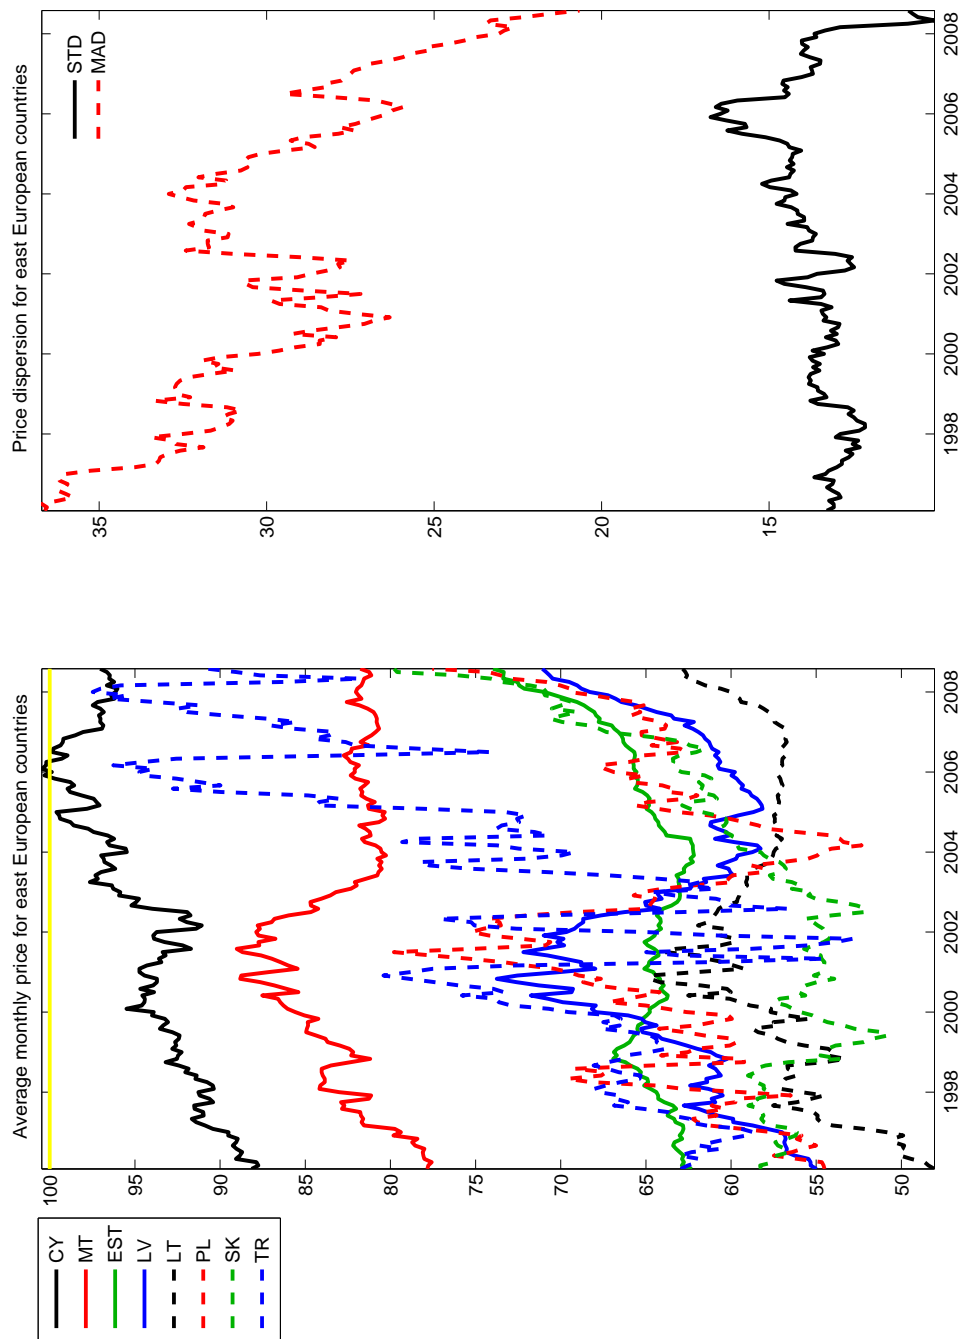 Average monthly price for east European countries
100
95
90
85
80
75
70
65
60
55
50
1998
2000
2002
2004
2006
2008
CY
MT
EST
LV
LT
PL
SK
TR
Price dispersion for east European countries
35
30
25
20
15
1998
2000
2002
2004
2006
2008
STD
MAD